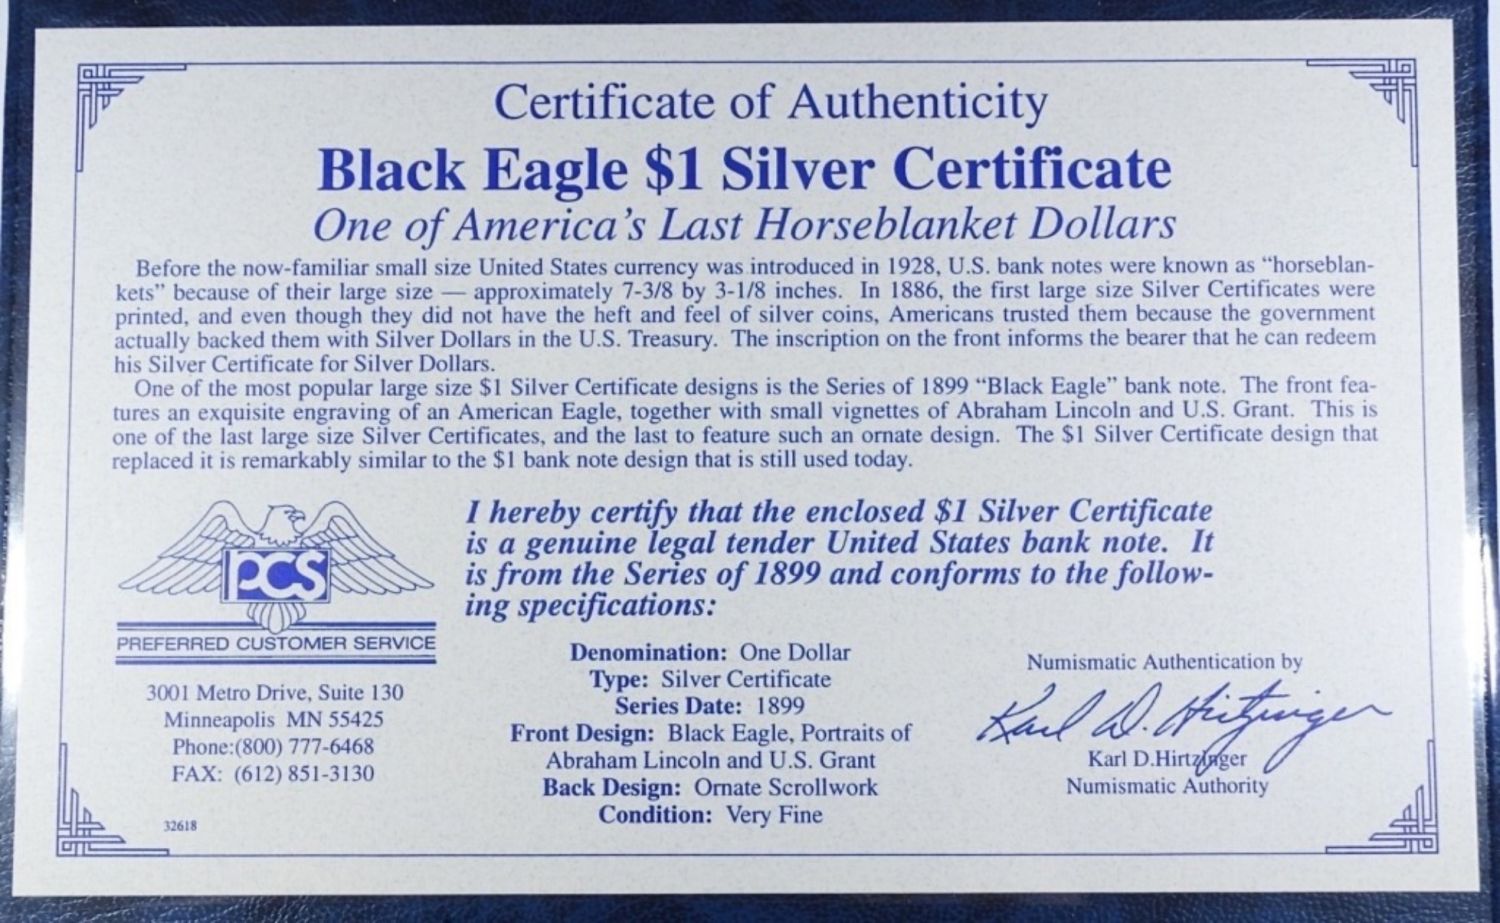 Certificate of Authenticity
Black Eagle $1 Silver Certificate
One of America's Last Horseblanket Dollars
Before the now-familiar small size United States currency was introduced in 1928, U.S. bank notes were known as "horseblan-
kets" because of their large size — approximately 7-3/8 by 3-1/8 inches. In 1886, the first large size Silver Certificates were
printed, and even though they did not have the heft and feel of silver coins, Americans trusted them because the government
actually backed them with Silver Dollars in the U.S. Treasury. The inscription on the front informs the bearer that he can redeem
his Silver Certificate for Silver Dollars.
One of the most popular large size $1 Silver Certificate designs is the Series of 1899 "Black Eagle" bank note. The front fea-
tures an exquisite engraving of an American Eagle, together with small vignettes of Abraham Lincoln and U.S. Grant. This is
one of the last large size Silver Certificates, and the last to feature such an ornate design. The $1 Silver Certificate design that
replaced it is remarkably similar to the $1 bank note design that is still used today.
I hereby certify that the enclosed $1 Silver Certificate
is a genuine legal tender United States bank note. It
is from the Series of 1899 and conforms to the follow-
ing specifications:
PCS
PREFERRED CUSTOMER SERVICE
3001 Metro Drive, Suite 130
Minneapolis MN 55425
Phone:(800) 777-6468
FAX: (612) 851-3130
32618
Denomination: One Dollar
Type: Silver Certificate
Series Date: 1899
Front Design: Black Eagle, Portraits of
Abraham Lincoln and U.S. Grant
Back Design: Ornate Scrollwork
Condition: Very Fine
Numismatic Authentication by
Karl D. Hirtzinger
Karl D.Hirtzinger
Numismatic Authority